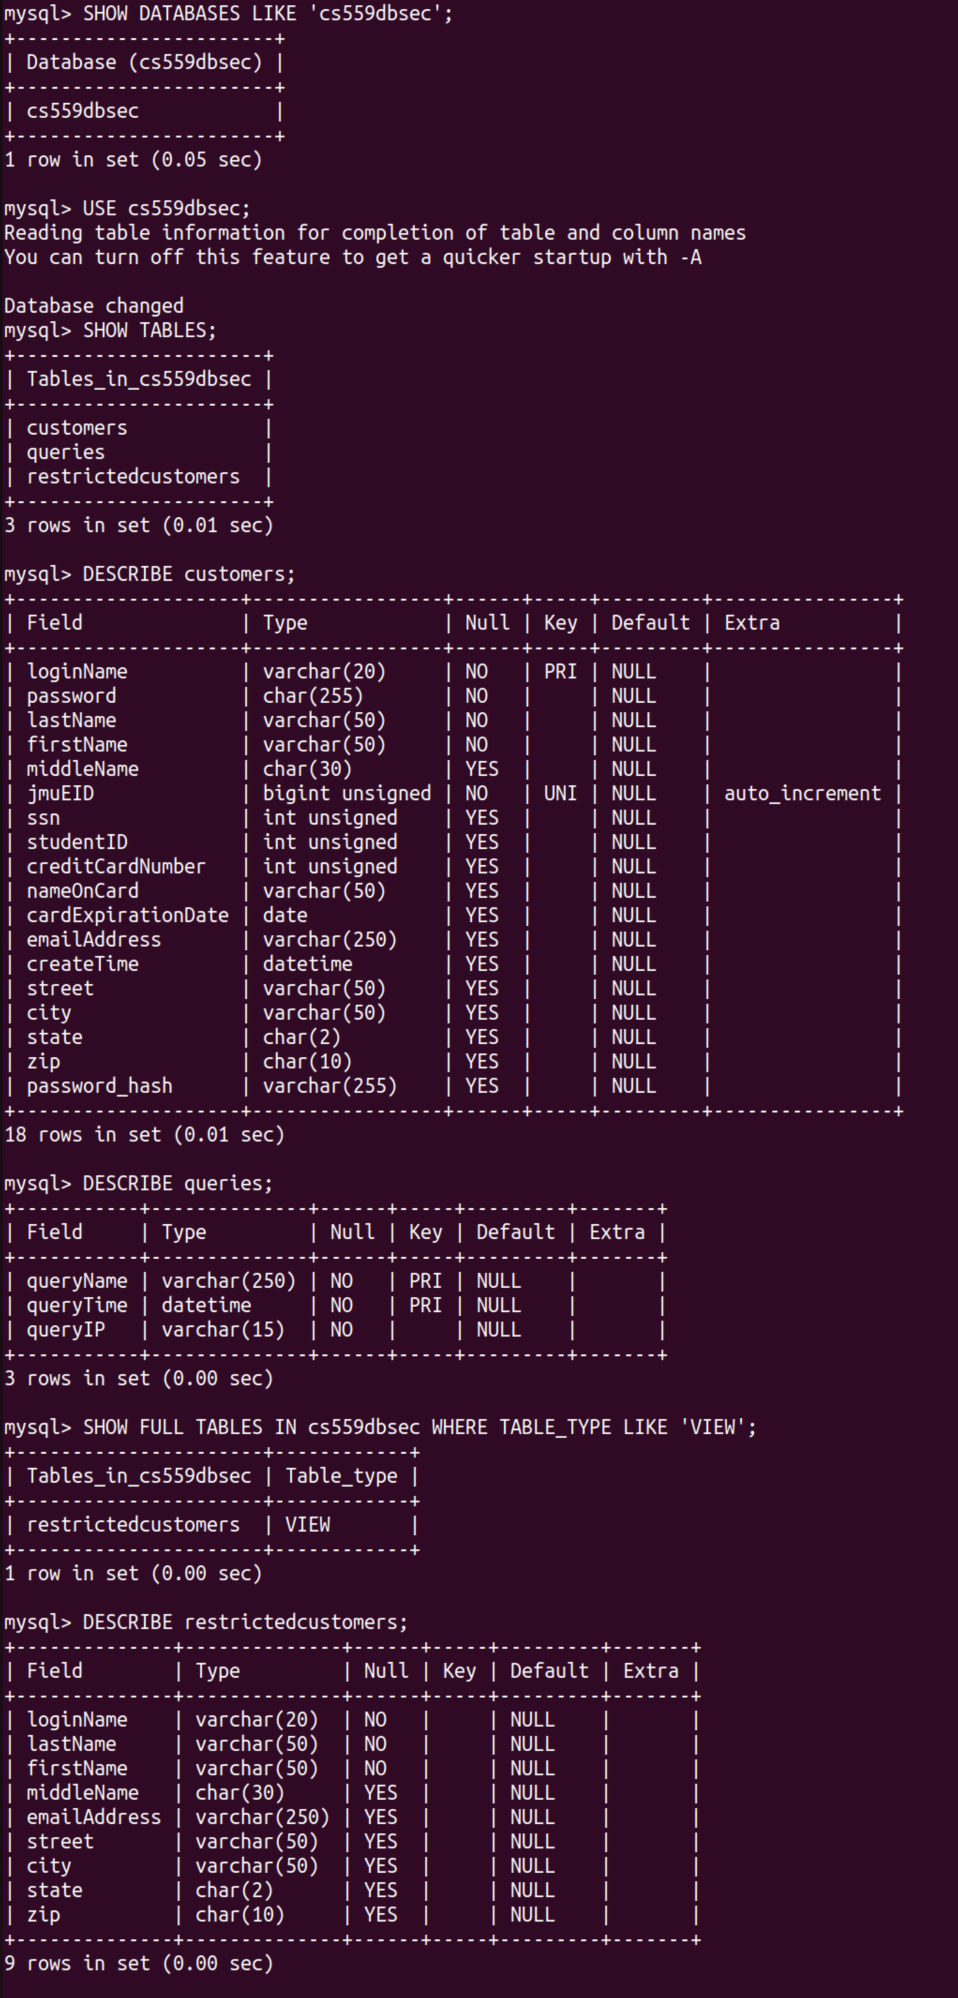 mysql> SHOW DATABASES LIKE 'cs559dbsec';
+-----------------------+
| Database (cs559dbsec) |
+-----------------------+
| cs559dbsec            |
+-----------------------+
1 row in set (0.05 sec)

mysql> USE cs559dbsec;
Reading table information for completion of table and column names
You can turn off this feature to get a quicker startup with -A

Database changed
mysql> SHOW TABLES;
+----------------------+
| Tables_in_cs559dbsec |
+----------------------+
| customers            |
| queries              |
| restrictedcustomers  |
+----------------------+
3 rows in set (0.01 sec)

mysql> DESCRIBE customers;
+--------------------+-----------------+------+-----+---------+----------------+
| Field              | Type            | Null | Key | Default | Extra          |
+--------------------+-----------------+------+-----+---------+----------------+
| loginName          | varchar(20)     | NO   | PRI | NULL    |                |
| password           | char(255)       | NO   |     | NULL    |                |
| lastName           | varchar(50)     | NO   |     | NULL    |                |
| firstName          | varchar(50)     | NO   |     | NULL    |                |
| middleName         | char(30)        | YES  |     | NULL    |                |
| jmuEID             | bigint unsigned | NO   | UNI | NULL    | auto_increment |
| ssn                | int unsigned    | YES  |     | NULL    |                |
| studentID          | int unsigned    | YES  |     | NULL    |                |
| creditCardNumber   | int unsigned    | YES  |     | NULL    |                |
| nameOnCard         | varchar(50)     | YES  |     | NULL    |                |
| cardExpirationDate | date            | YES  |     | NULL    |                |
| emailAddress       | varchar(250)    | YES  |     | NULL    |                |
| createTime         | datetime        | YES  |     | NULL    |                |
| street             | varchar(50)     | YES  |     | NULL    |                |
| city               | varchar(50)     | YES  |     | NULL    |                |
| state              | char(2)         | YES  |     | NULL    |                |
| zip                | char(10)        | YES  |     | NULL    |                |
| password_hash      | varchar(255)    | YES  |     | NULL    |                |
+--------------------+-----------------+------+-----+---------+----------------+
18 rows in set (0.01 sec)

mysql> DESCRIBE queries;
+-----------+--------------+------+-----+---------+-------+
| Field     | Type         | Null | Key | Default | Extra |
+-----------+--------------+------+-----+---------+-------+
| queryName | varchar(250) | NO   | PRI | NULL    |       |
| queryTime | datetime     | NO   | PRI | NULL    |       |
| queryIP   | varchar(15)  | NO   |     | NULL    |       |
+-----------+--------------+------+-----+---------+-------+
3 rows in set (0.00 sec)

mysql> SHOW FULL TABLES IN cs559dbsec WHERE TABLE_TYPE LIKE 'VIEW';
+----------------------+------------+
| Tables_in_cs559dbsec | Table_type |
+----------------------+------------+
| restrictedcustomers  | VIEW       |
+----------------------+------------+
1 row in set (0.00 sec)

mysql> DESCRIBE restrictedcustomers;
+--------------+--------------+------+-----+---------+-------+
| Field        | Type         | Null | Key | Default | Extra |
+--------------+--------------+------+-----+---------+-------+
| loginName    | varchar(20)  | NO   |     | NULL    |       |
| lastName     | varchar(50)  | NO   |     | NULL    |       |
| firstName    | varchar(50)  | NO   |     | NULL    |       |
| middleName   | char(30)     | YES  |     | NULL    |       |
| emailAddress | varchar(250) | YES  |     | NULL    |       |
| street       | varchar(50)  | YES  |     | NULL    |       |
| city         | varchar(50)  | YES  |     | NULL    |       |
| state        | char(2)      | YES  |     | NULL    |       |
| zip          | char(10)     | YES  |     | NULL    |       |
+--------------+--------------+------+-----+---------+-------+
9 rows in set (0.00 sec)